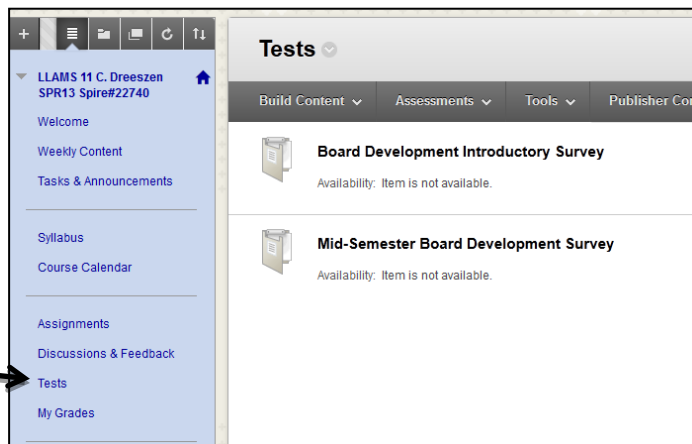 LLAMS 11 C. Dreeszen
SPR13 Spire#22740
Welcome
Weekly Content
Tasks & Announcements
Syllabus
Course Calendar
Assignments
Discussions & Feedback
Tests
My Grades
Tests
Build Content Assessments Tools Publisher Con
Board Development Introductory Survey
Availability: Item is not available.
Mid-Semester Board Development Survey
Availability: Item is not available.